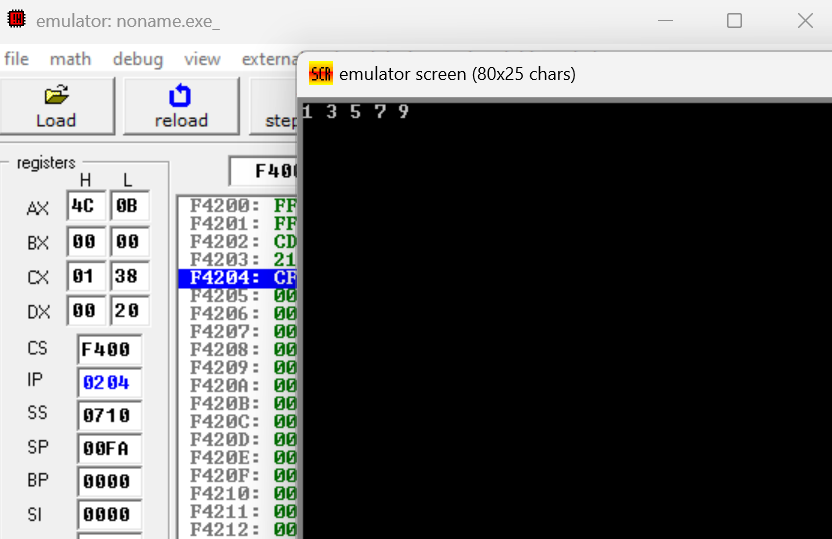 emulator: noname.exe_
file math debug view
emulator screen (80x25 chars)
Load reload
1 3 5 7 9
registers
H L
AX 4C 0B
BX 00 00
CX 01 38
DX 00 20
CS F400
IP 0204
SS 0710
SP 00FA
BP 0000
SI 0000
F4200: FF
F4201: FF
F4202: CD
F4203: 21
F4204: CF
F4205: 00
F4206: 00
F4207: 00
F4208: 00
F4209: 00
F420A: 00
F420B: 00
F420C: 00
F420D: 00
F420E: 00
F420F: 00
F4210: 00
F4211: 00
F4212: 00